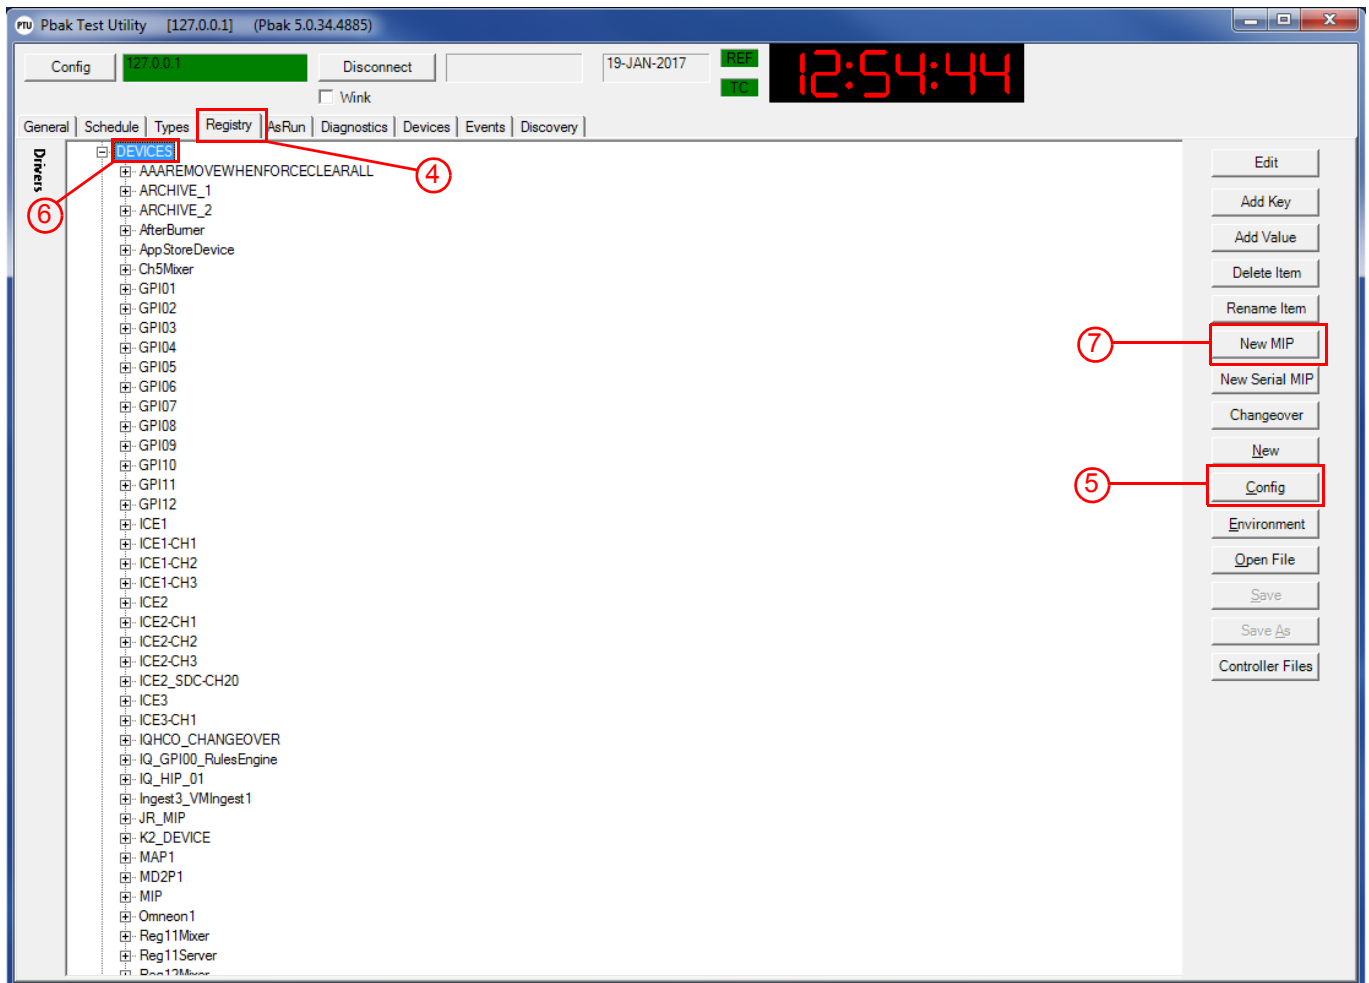 PTU Pbak Test Utility [127.0.0.1] (Pbak 5.0.34.4885)
Config 127.0.0.1 Disconnect 19-JAN-2017 REF 12:54:44
Wink TC
General Schedule Types Registry AsRun Diagnostics Devices Events Discovery
Drivers
DEVICES
AAAREMOVEWHENFORCECLEARALL
ARCHIVE_1
ARCHIVE_2
AfterBurner
AppStoreDevice
Ch5Mixer
GPI01
GPI02
GPI03
GPI04
GPI05
GPI06
GPI07
GPI08
GPI09
GPI10
GPI11
GPI12
ICE1
ICE1-CH1
ICE1-CH2
ICE1-CH3
ICE2
ICE2-CH1
ICE2-CH2
ICE2-CH3
ICE2_SDC-CH20
ICE3
ICE3-CH1
IQHCO_CHANGEOVER
IQ_GPI00_RulesEngine
IQ_HIP_01
Ingest3_VMIngest1
JR_MIP
K2_DEVICE
MAP1
MD2P1
MIP
Omneon1
Reg11Mixer
Reg11Server
Reg12Mixer
4
6
7
5
Edit
Add Key
Add Value
Delete Item
Rename Item
New MIP
New Serial MIP
Changeover
New
Config
Environment
Open File
Save
Save As
Controller Files